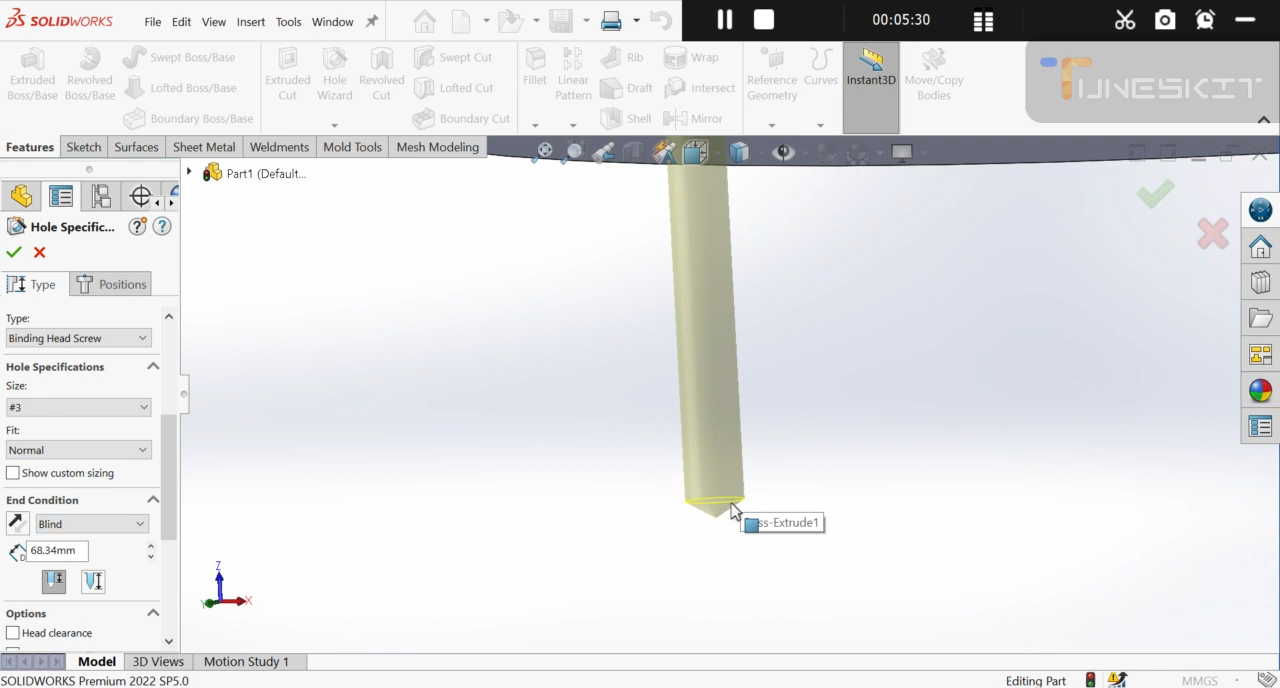 SOLIDWORKS File Edit View Insert Tools Window 00:05:30
TUNESKIT
Extruded Boss/Base Revolved Boss/Base Swept Boss/Base Lofted Boss/Base Boundary Boss/Base
Extruded Cut Hole Wizard Revolved Cut Swept Cut Lofted Cut Boundary Cut
Fillet Linear Pattern Rib Draft Shell Wrap Intersect Mirror
Reference Geometry Curves Instant3D Move/Copy Bodies
Features Sketch Surfaces Sheet Metal Weldments Mold Tools Mesh Modeling
Part1 (Default...
Hole Specific...
Type Positions
Type:
Binding Head Screw
Hole Specifications
Size:
#3
Fit:
Normal
Show custom sizing
End Condition
Blind
68.34mm
ss-Extrude1
Z
Y X
Options
Head clearance
Model 3D Views Motion Study 1
SOLIDWORKS Premium 2022 SP5.0 Editing Part MMGS